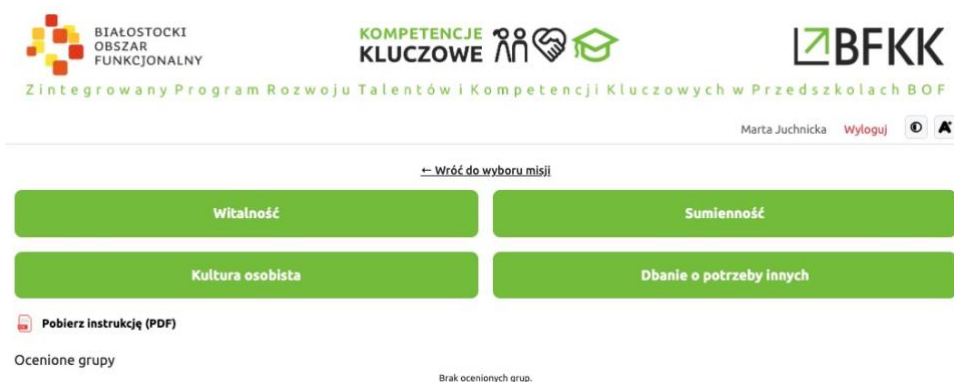 BIAŁOSTOCKI
OBSZAR
FUNKCJONALNY
KOMPETENCJE
KLUCZOWE
BFKK
Zintegrowany Program Rozwoju Talentów i Kompetencji Kluczowych w Przedszkolach BOF
Marta Juchnicka Wyloguj A
← Wróć do wyboru misji
Witalność Sumienność
Kultura osobista Dbanie o potrzeby innych
Pobierz instrukcję (PDF)
Ocenione grupy
Brak ocenionych grup.